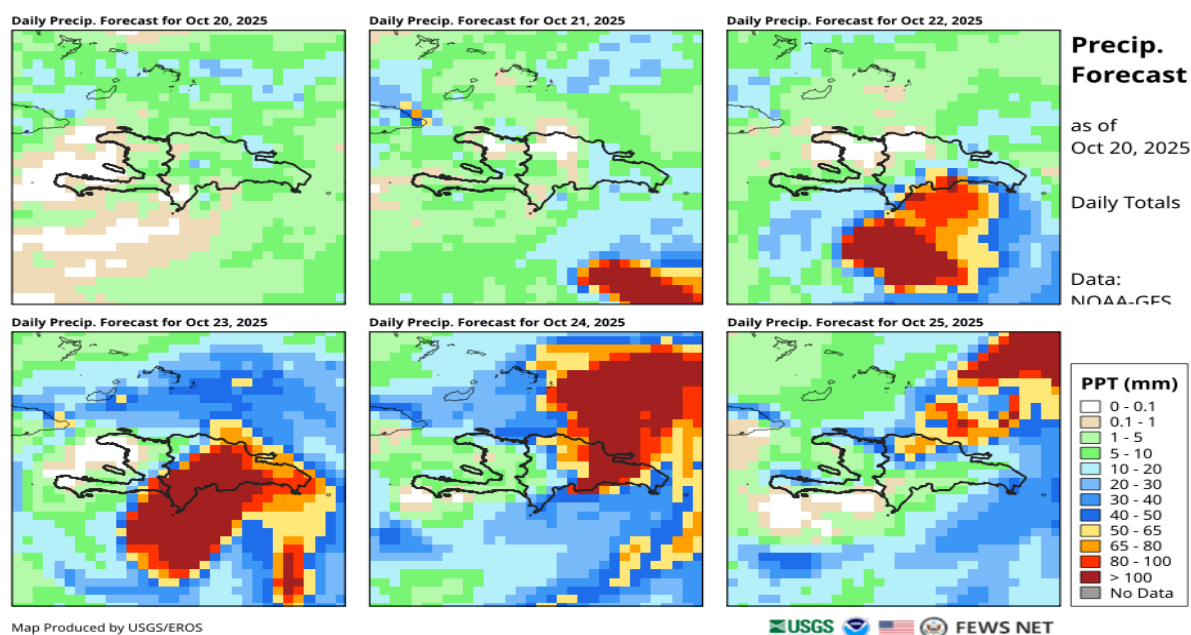 Daily Precip. Forecast for Oct 20, 2025
Daily Precip. Forecast for Oct 21, 2025
Daily Precip. Forecast for Oct 22, 2025
Precip.
Forecast
as of
Oct 20, 2025
Daily Totals
Data:
NOAA-GFS
Daily Precip. Forecast for Oct 23, 2025
Daily Precip. Forecast for Oct 24, 2025
Daily Precip. Forecast for Oct 25, 2025
PPT (mm)
0 - 0.1
0.1 - 1
1 - 5
5 - 10
10 - 20
20 - 30
30 - 40
40 - 50
50 - 65
65 - 80
80 - 100
> 100
No Data
Map Produced by USGS/EROS
USGS
FEWS NET